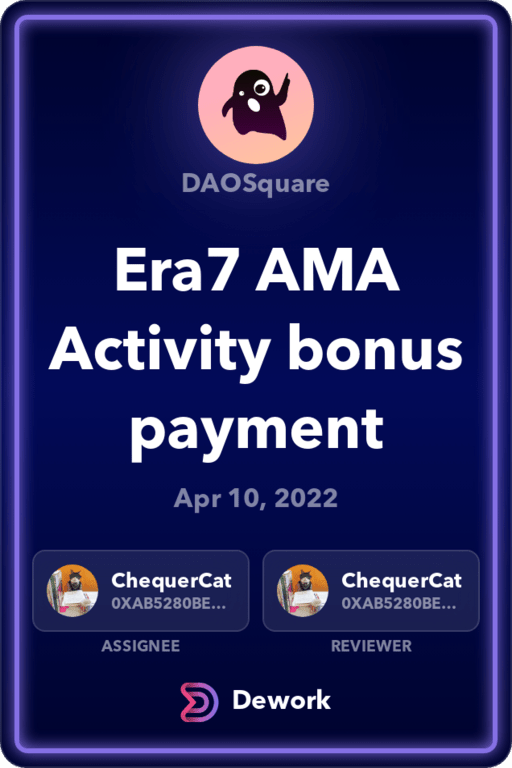 DAOSquare
Era7 AMA
Activity bonus
payment
Apr 10, 2022
ChequerCat
0XAB5280BE...
ASSIGNEE
ChequerCat
0XAB5280BE...
REVIEWER
Dework